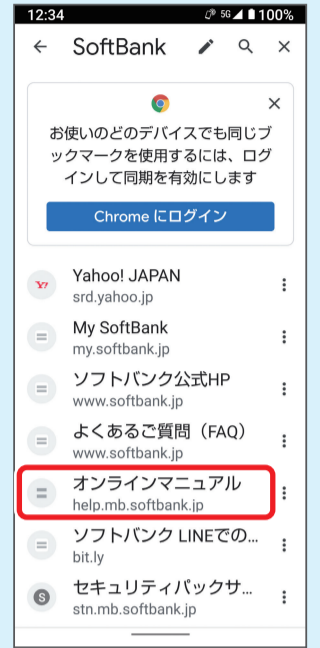 12:34 5G 100%
SoftBank
お使いのどのデバイスでも同じブ
ックマークを使用するには、ログ
インして同期を有効にします
Chrome にログイン
Y!
Yahoo! JAPAN
srd.yahoo.jp
My SoftBank
my.softbank.jp
ソフトバンク公式HP
www.softbank.jp
よくあるご質問（FAQ）
www.softbank.jp
オンラインマニュアル
help.mb.softbank.jp
ソフトバンク LINEでの...
bit.ly
S
セキュリティパックサ...
stn.mb.softbank.jp